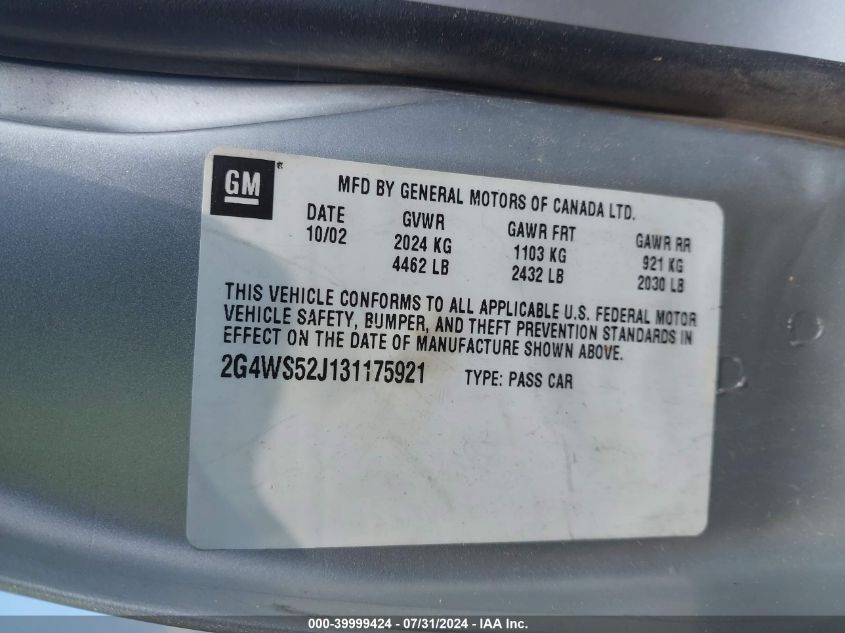 GM
MFD BY GENERAL MOTORS OF CANADA LTD.
DATE GVWR GAWR FRT GAWR RR
10/02 2024 KG 1103 KG 921 KG
4462 LB 2432 LB 2030 LB
THIS VEHICLE CONFORMS TO ALL APPLICABLE U.S. FEDERAL MOTOR
VEHICLE SAFETY, BUMPER, AND THEFT PREVENTION STANDARDS IN
EFFECT ON THE DATE OF MANUFACTURE SHOWN ABOVE.
2G4WS52J131175921 TYPE: PASS CAR
000-39999424 - 07/31/2024 - IAA Inc.